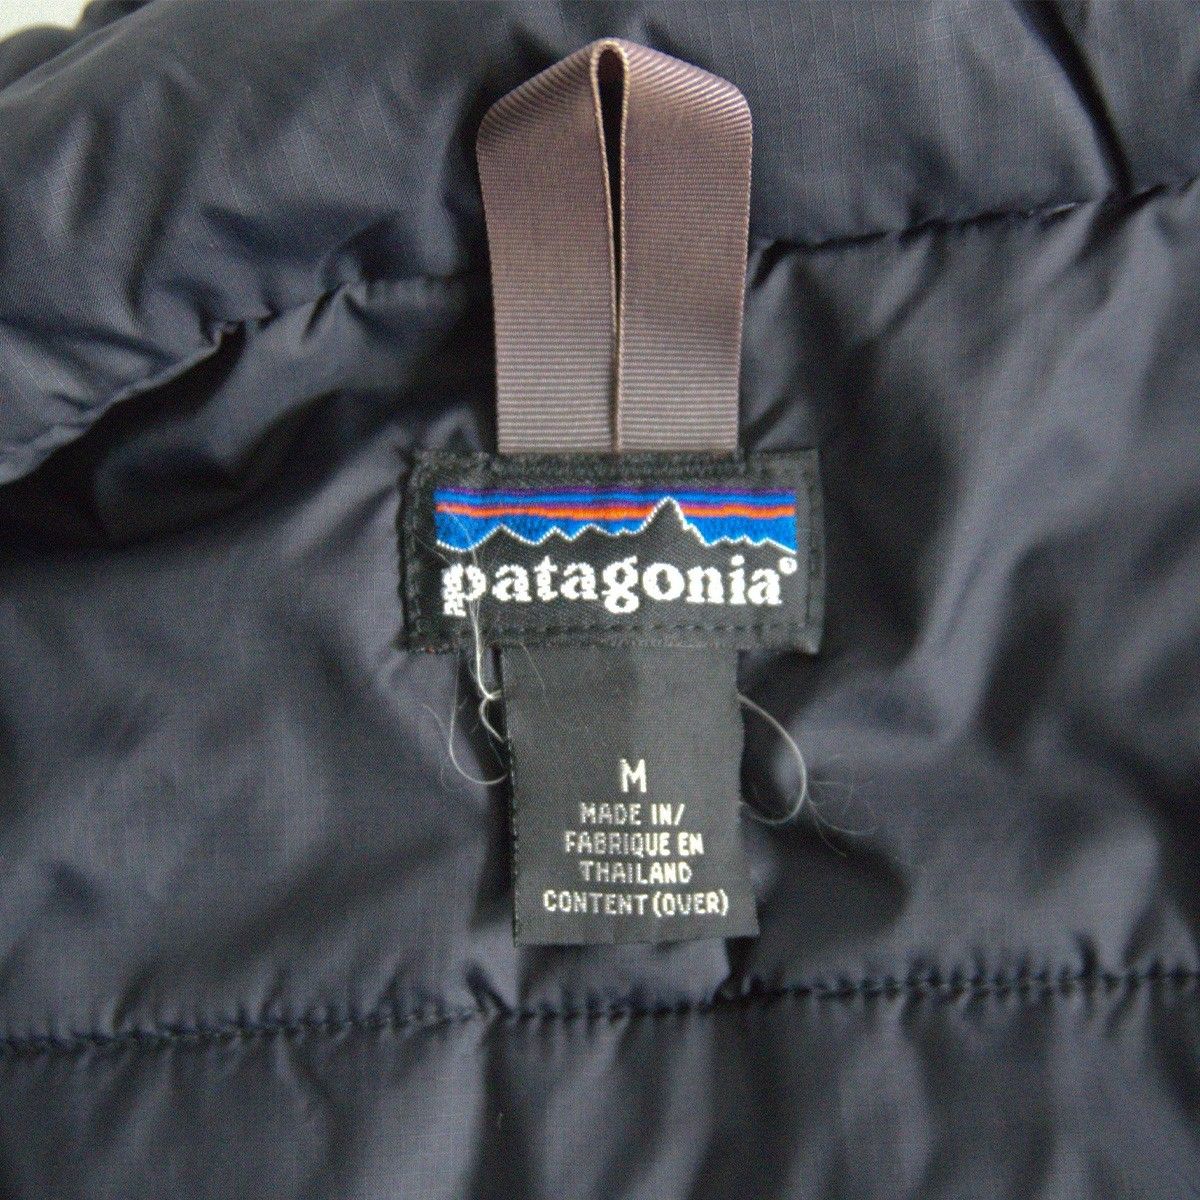 patagonia®
M
MADE IN/
FABRIQUE EN
THAILAND
CONTENT (OVER)